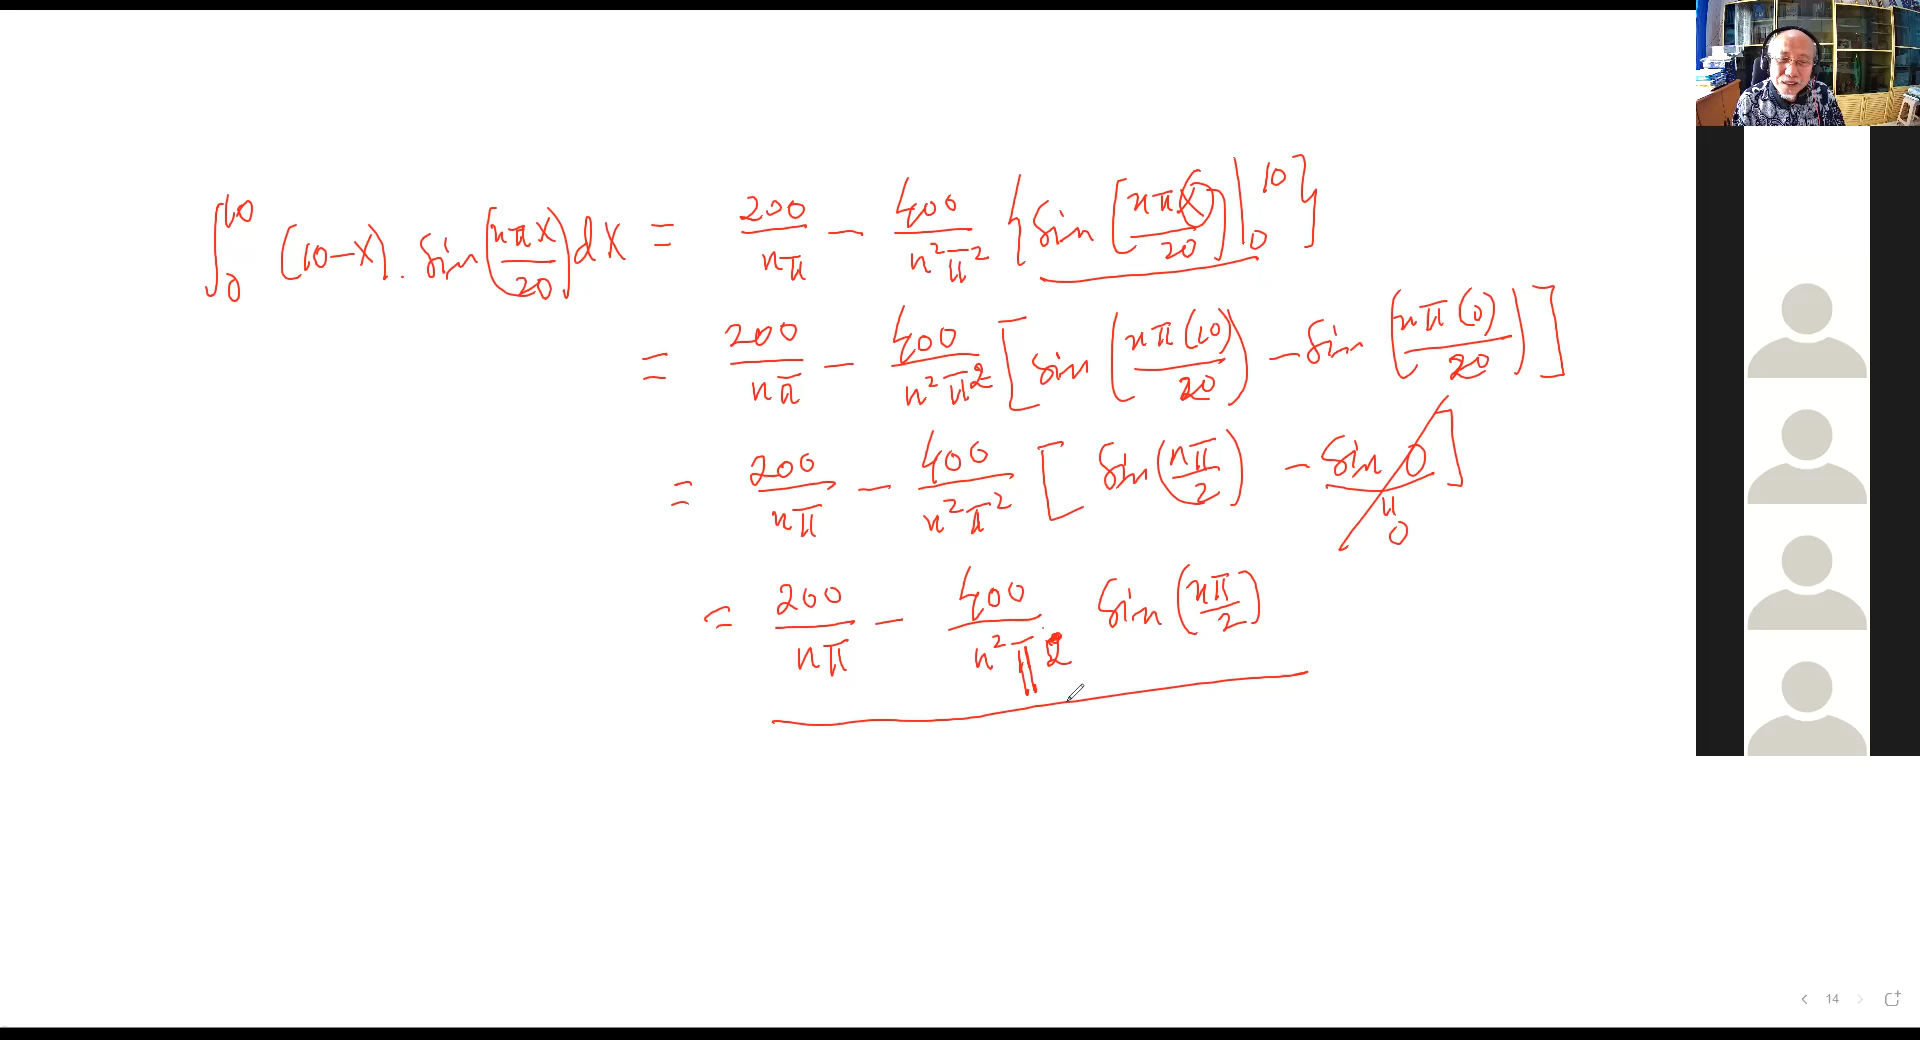 ∫₀¹⁰ (10-x) . sin(nπx/20) dx = 200/nπ - 400/n²π² {sin[nπx/20]|₀¹⁰}
= 200/nπ - 400/n²π² [sin(nπ(10)/20) - sin(nπ(0)/20)]
= 200/nπ - 400/n²π² [sin(nπ/2) - sin 0]
0
= 200/nπ - 400/n²π² sin(nπ/2)
14